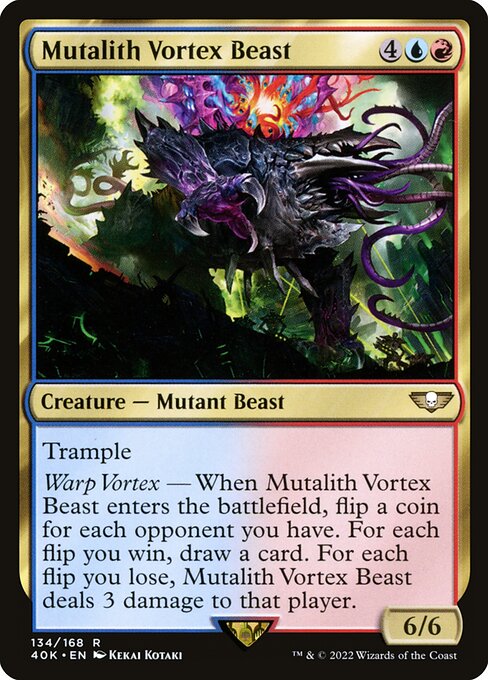 Mutalith Vortex Beast 4
Creature — Mutant Beast
Trample
Warp Vortex — When Mutalith Vortex
Beast enters the battlefield, flip a coin
for each opponent you have. For each
flip you win, draw a card. For each
flip you lose, Mutalith Vortex Beast
deals 3 damage to that player.
6/6
134/168 R
40K • EN Kekai Kotaki
™ & © 2022 Wizards of the Coast